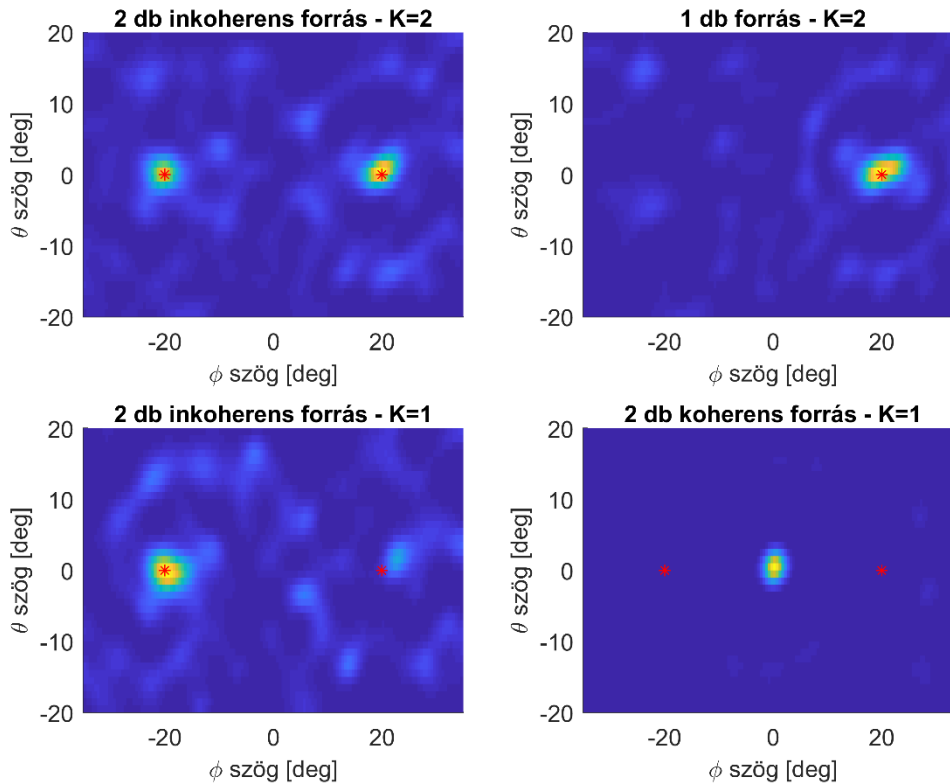 2 db inkoherens forrás - K=2
20
10
0
-10
-20
θ szög [deg]
-20
0
20
ϕ szög [deg]
1 db forrás - K=2
20
10
0
-10
-20
θ szög [deg]
-20
0
20
ϕ szög [deg]
2 db inkoherens forrás - K=1
20
10
0
-10
-20
θ szög [deg]
-20
0
20
ϕ szög [deg]
2 db koherens forrás - K=1
20
10
0
-10
-20
θ szög [deg]
-20
0
20
ϕ szög [deg]